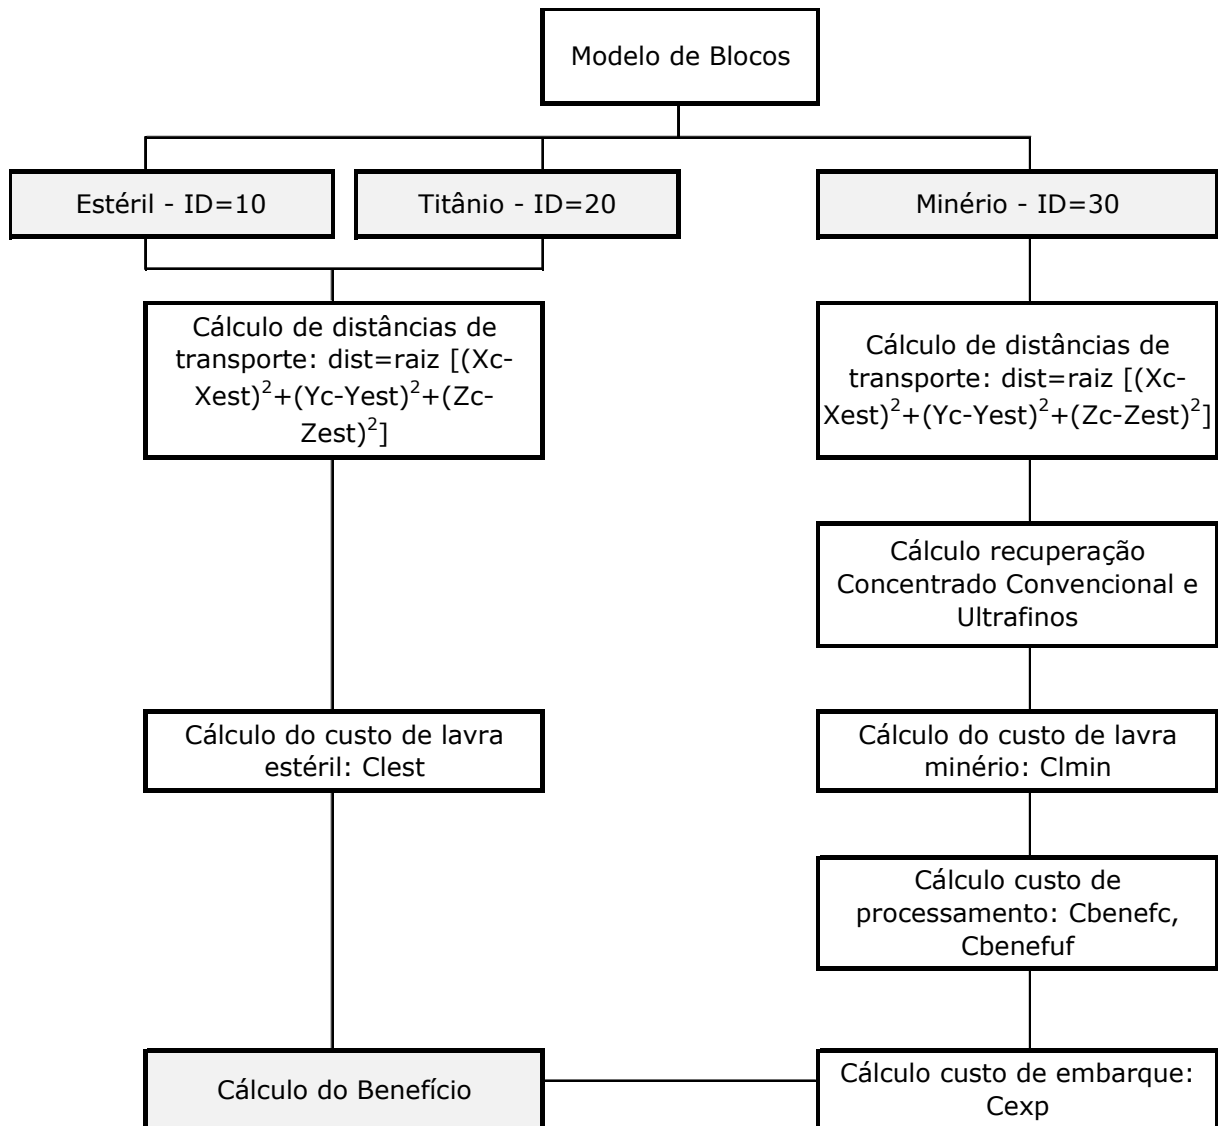 Modelo de Blocos
Estéril - ID=10
Titânio - ID=20
Minério - ID=30
Cálculo de distâncias de
transporte: dist=raiz [(Xc-
Xest)²+(Yc-Yest)²+(Zc-
Zest)²]
Cálculo de distâncias de
transporte: dist=raiz [(Xc-
Xest)²+(Yc-Yest)²+(Zc-Zest)²]
Cálculo recuperação
Concentrado Convencional e
Ultrafinos
Cálculo do custo de lavra
estéril: Clest
Cálculo do custo de lavra
minério: Clmin
Cálculo custo de
processamento: Cbenefc,
Cbenefuf
Cálculo do Benefício
Cálculo custo de embarque:
Cexp